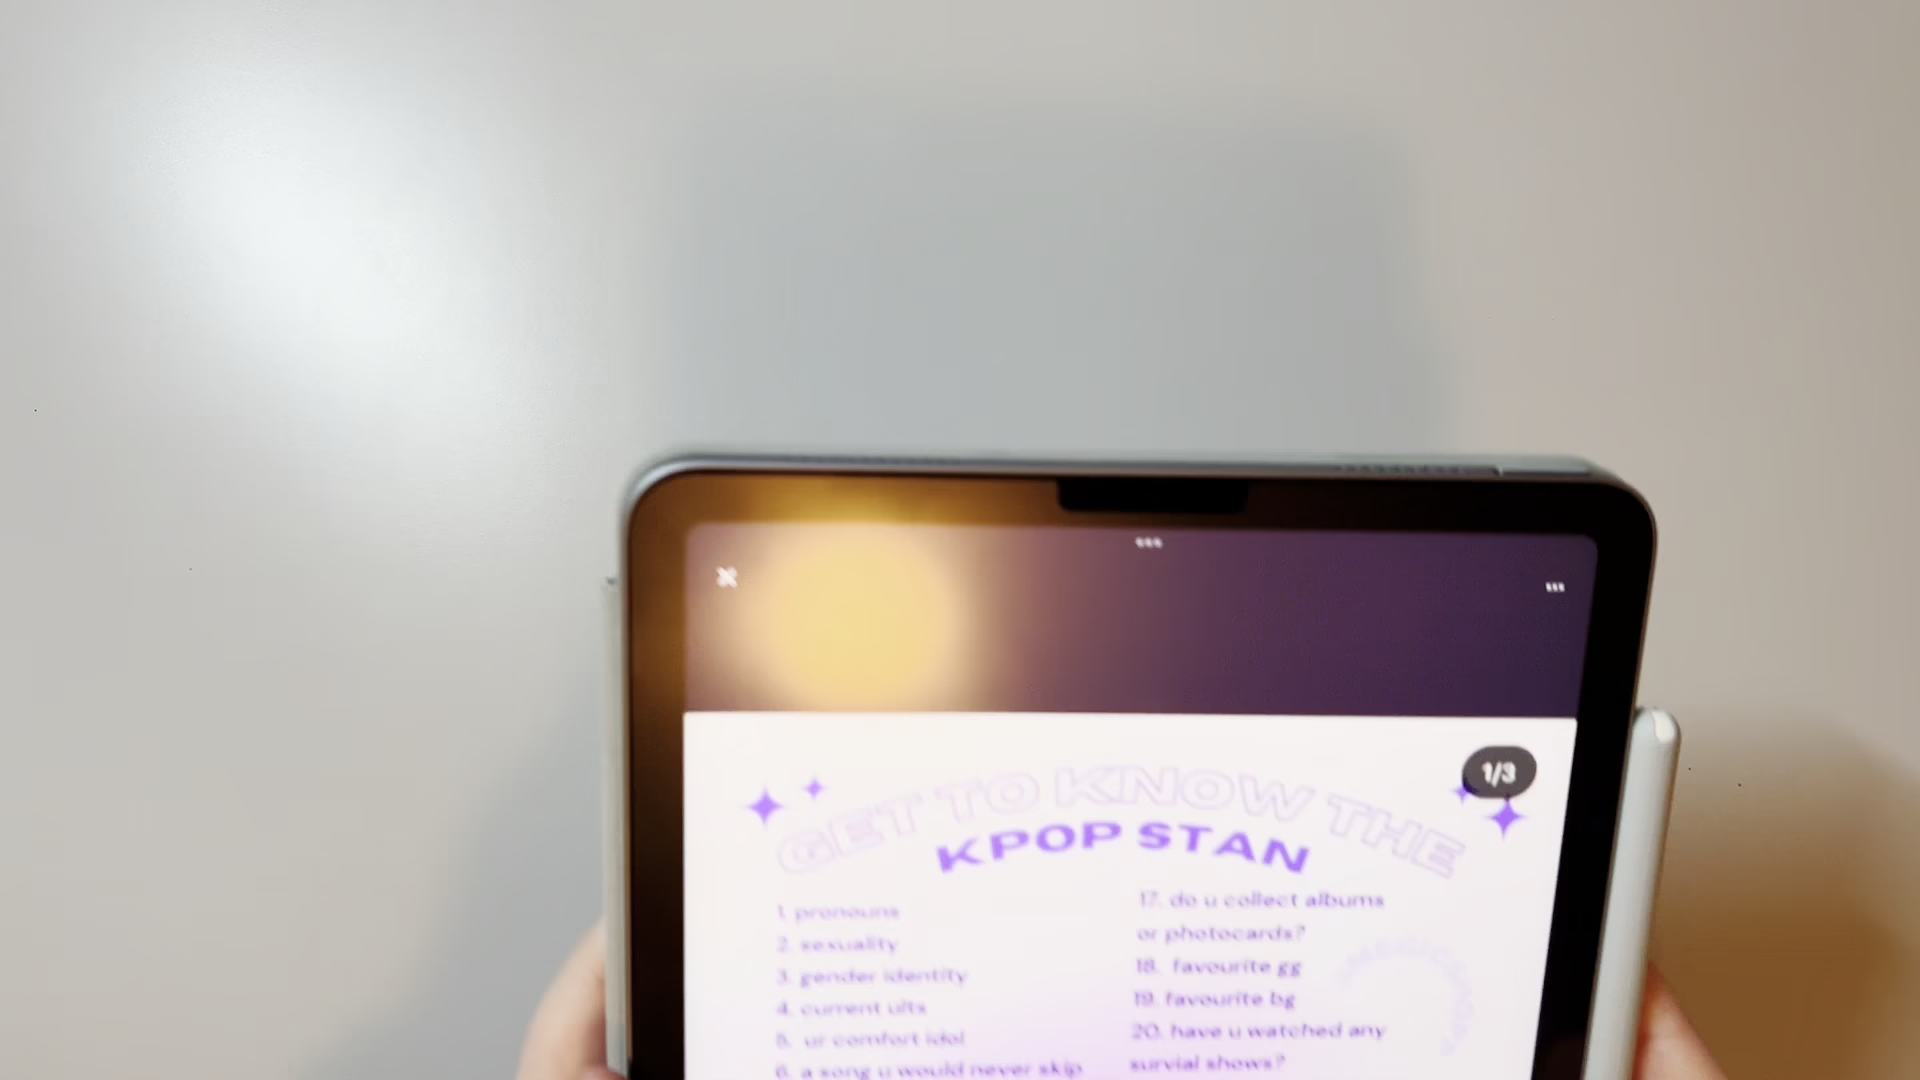 1/3
GET TO KNOW THE
KPOP STAN
1. pronouns
2. sexuality
3. gender identity
4. current ults
5. ur comfort idol
6. a song u would never skip
17. do u collect albums
or photocards?
18. favourite gg
19. favourite bg
20. have u watched any
survial shows?